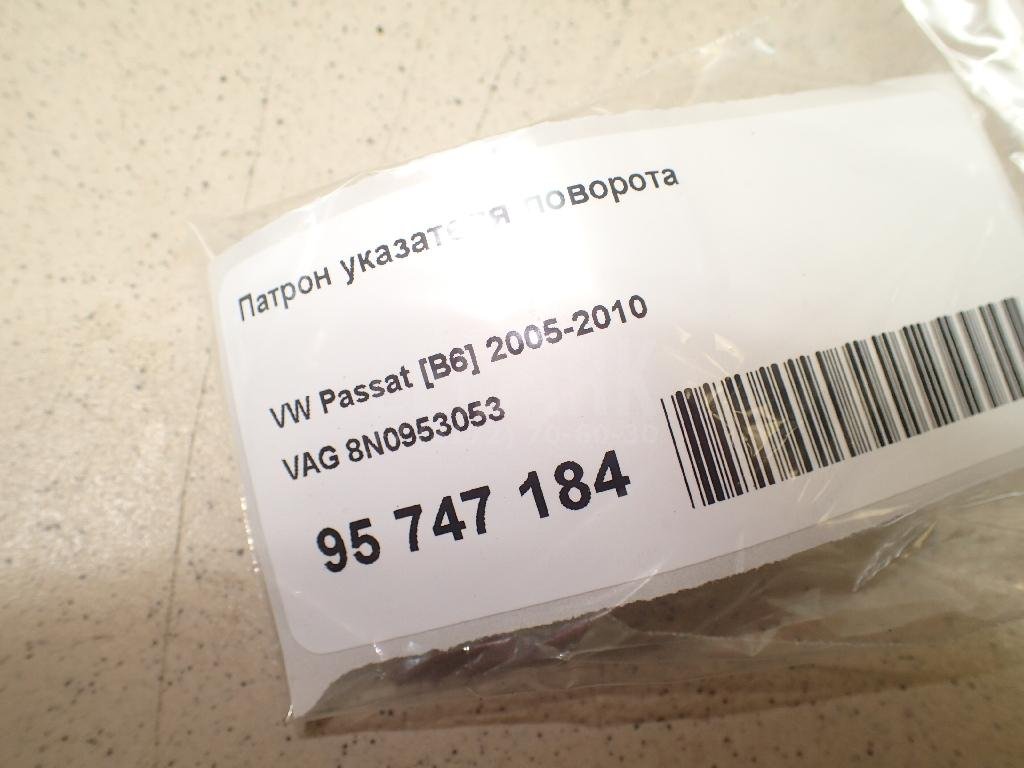 Патрон указателя поворота
VW Passat [B6] 2005-2010
VAG 8N0953053
95 747 184